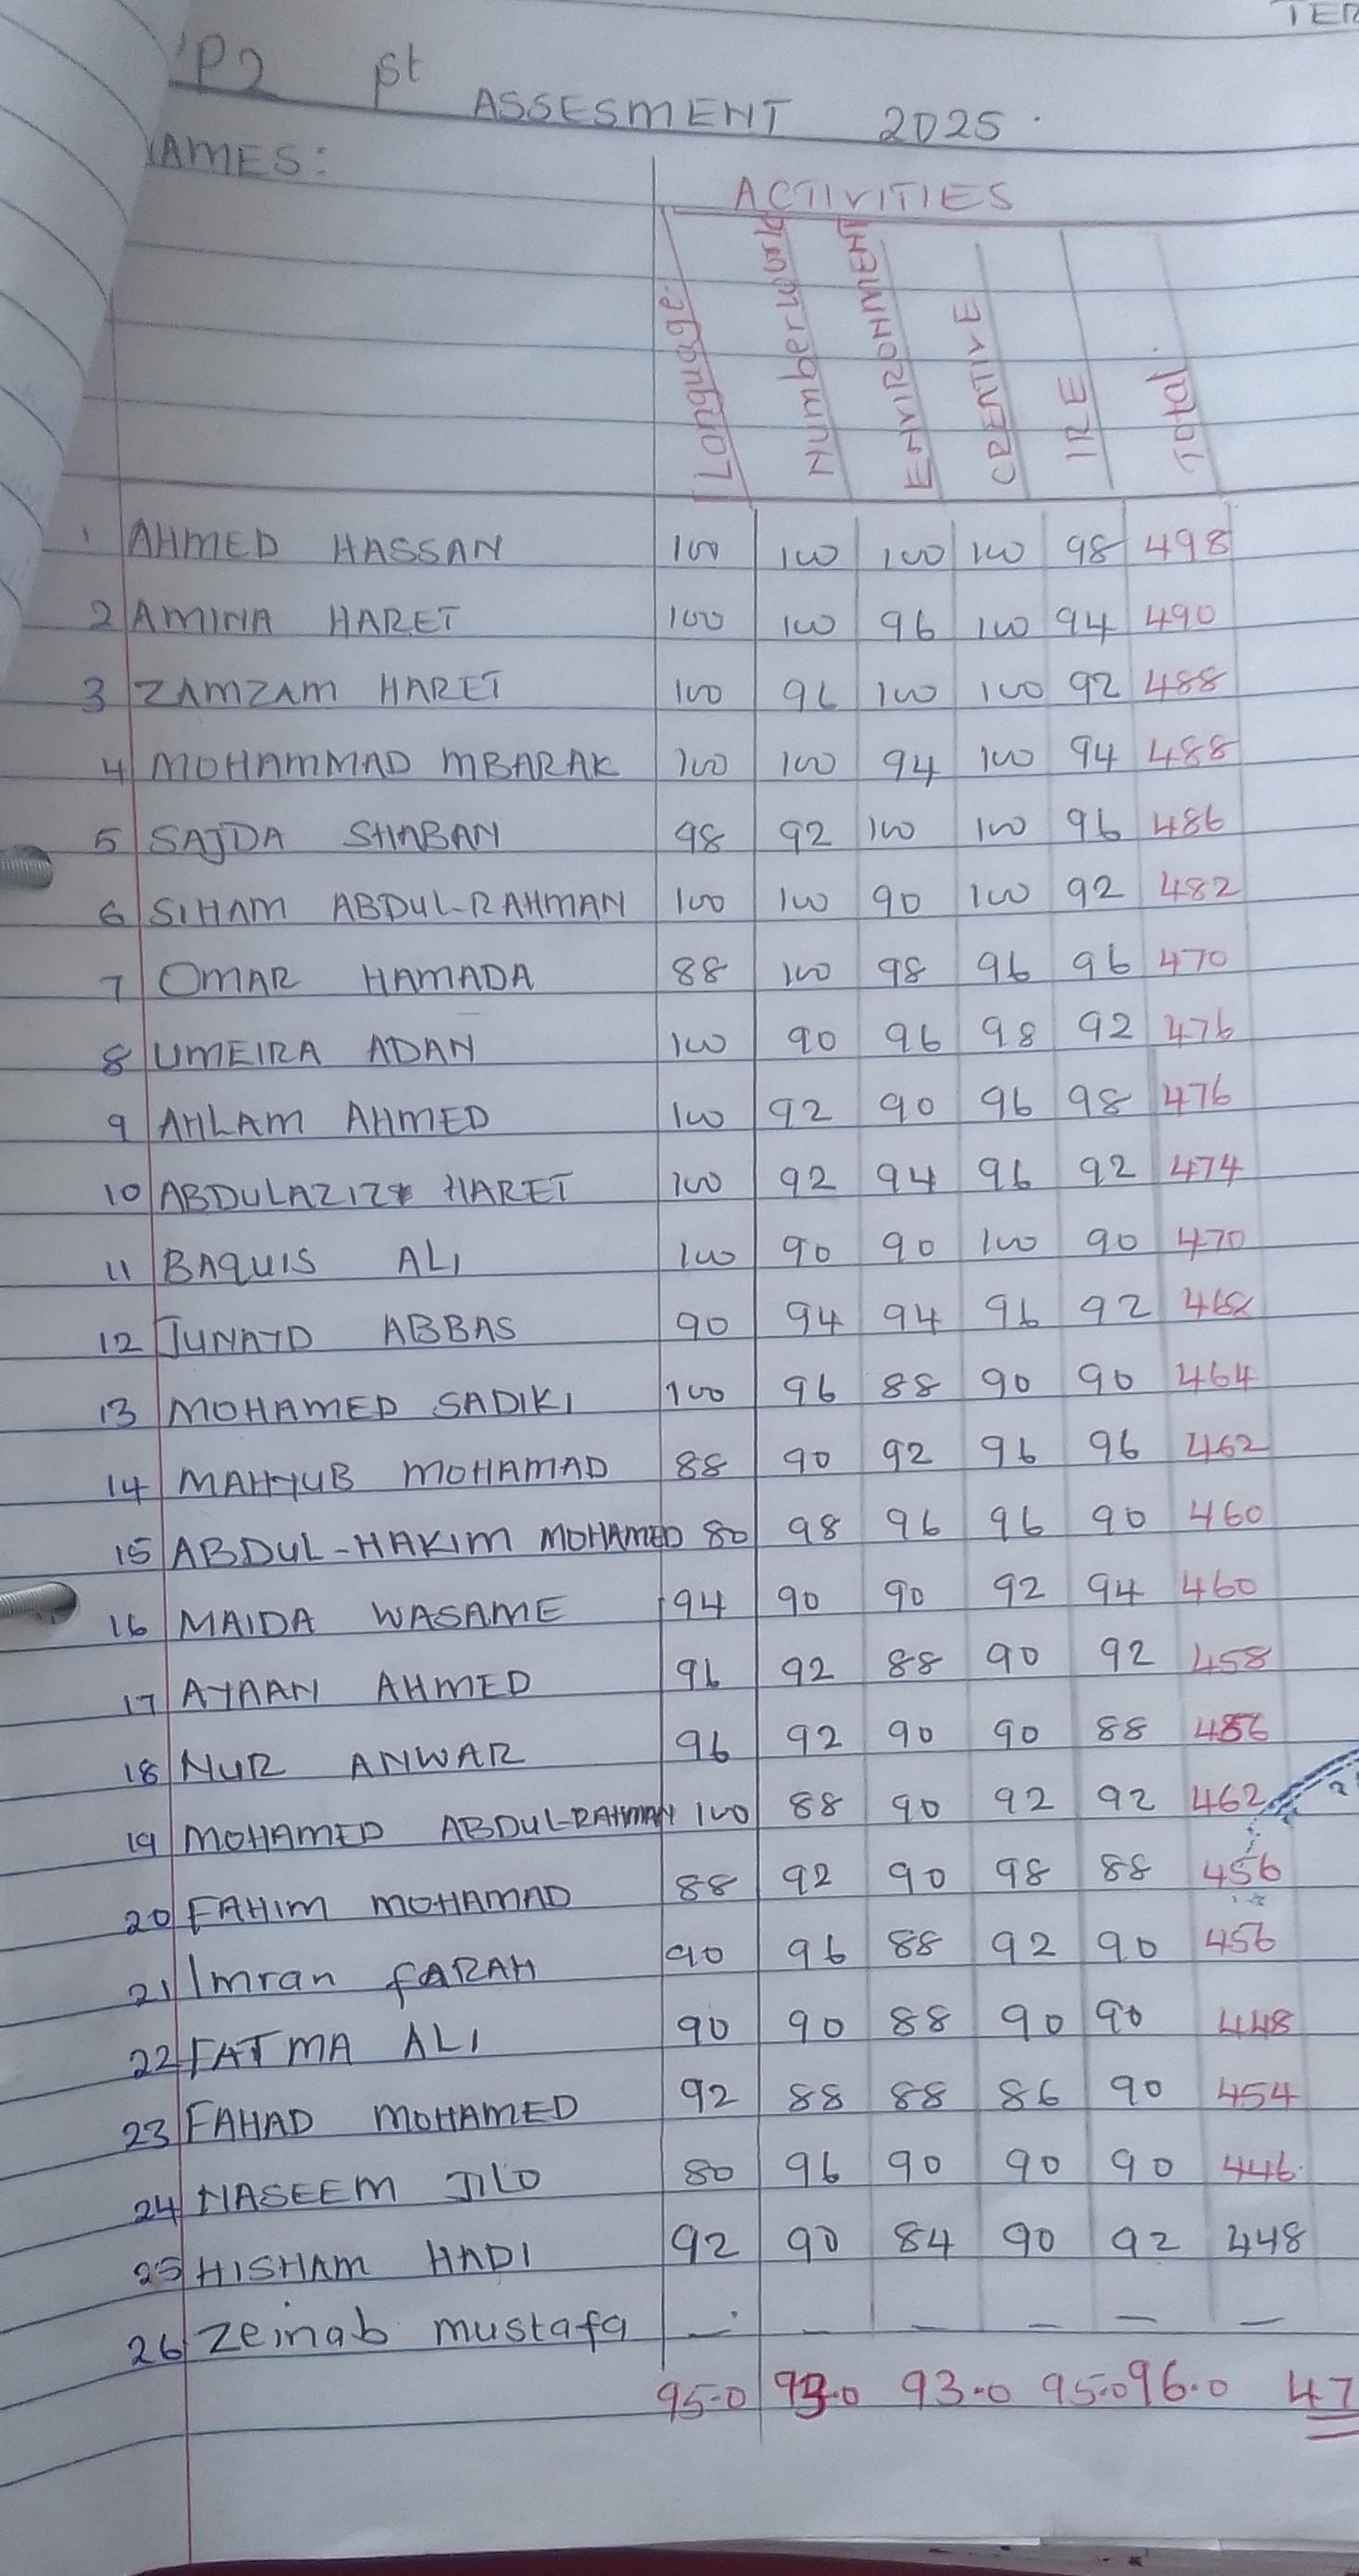 TER
P2 1st ASSESMENT 2025.
AMES:
ACTIVITIES
Language Numberwork ENVIRONMENT CREATIVE IRE Total.
1 AHMED HASSAN 100 100 100 100 98 498
2 AMINA HARET 100 100 96 100 94 490
3 ZAMZAM HARET 100 96 100 100 92 488
4 MOHAMMAD MBARAK 100 100 94 100 94 488
5 SAJDA SHABAN 98 92 100 100 96 486
6 SIHAM ABDUL-RAHMAN 100 100 90 100 92 482
7 OMAR HAMADA 88 100 98 96 96 470
8 UMEIRA ADAN 100 90 96 98 92 476
9 AHLAM AHMED 100 92 90 96 98 476
10 ABDULAZIZ HARET 100 92 94 96 92 474
11 BAQUIS ALI 100 90 90 100 90 470
12 JUNAYD ABBAS 90 94 94 96 92 468
13 MOHAMED SADIKI 100 96 88 90 90 464
14 MAHYUB MOHAMAD 88 90 92 96 96 462
15 ABDUL-HAKIM MOHAMED 80 98 96 96 90 460
16 MAIDA WASAME 94 90 90 92 94 460
17 AYAAN AHMED 96 92 88 90 92 458
18 NUR ANWAR 96 92 90 90 88 456
19 MOHAMED ABDUL-RAHMAN 100 88 90 92 92 462
20 FAHIM MOHAMAD 88 92 90 98 88 456
21 Imran FARAH 90 96 88 92 90 456
22 FATMA ALI 90 90 88 90 90 448
23 FAHAD MOHAMED 92 88 88 86 90 454
24 NASEEM JILO 80 96 90 90 90 446.
25 HISHAM HADI 92 90 84 90 92 448
26 Zeinab mustafa — — — — — —
95.0 93.0 93.0 95.0 96.0 47